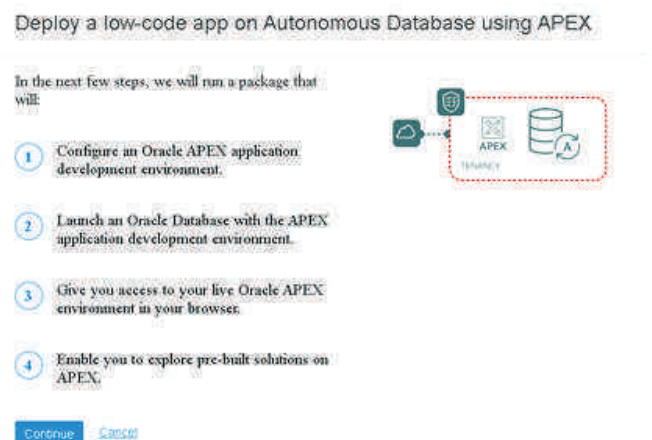 Deploy a low-code app on Autonomous Database using APEX
In the next few steps, we will run a package that
will:
1 Configure an Oracle APEX application
development environment.
2 Launch an Oracle Database with the APEX
application development environment.
3 Give you access to your live Oracle APEX
environment in your browser.
4 Enable you to explore pre-built solutions on
APEX.
APEX
A
TENANCY
Continue Cancel